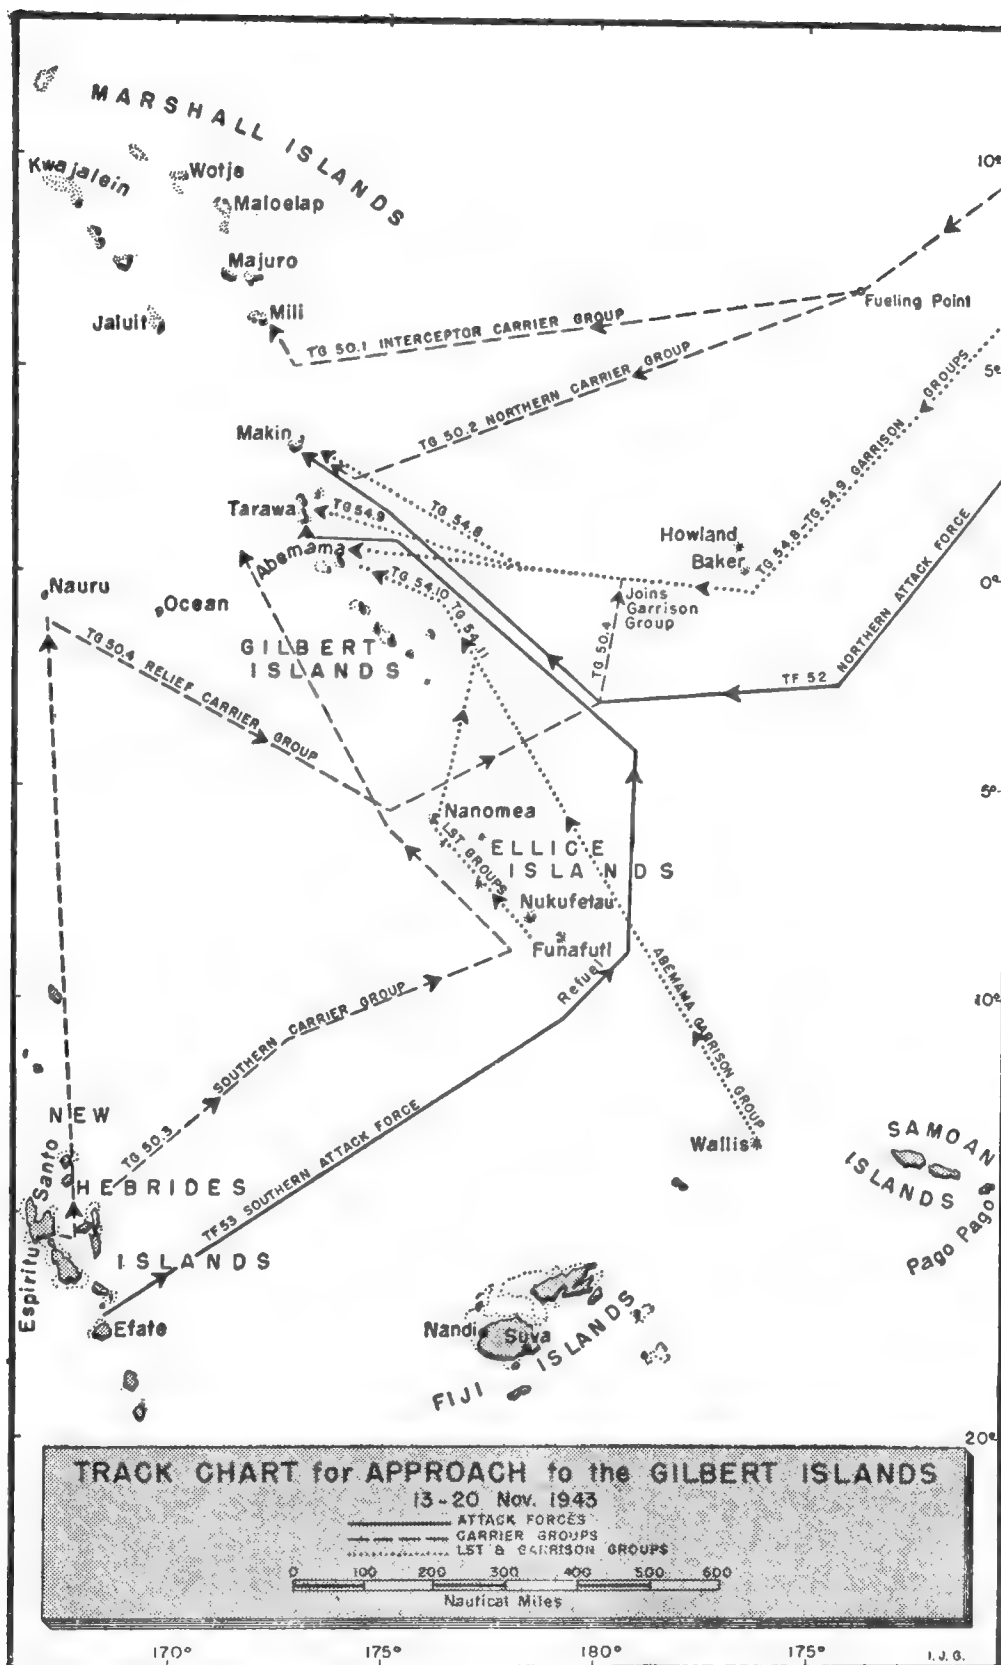 MARSHALL ISLANDS
10°
Kwajalein
Wotje
Maloelap
Majuro
Jaluit
Mili
Fueling Point
TG 50.1 INTERCEPTOR CARRIER GROUP
5°
TG 50.2 NORTHERN CARRIER GROUP
TG 54.8-TG 54.9 GARRISON GROUPS
Makin
TG 54.8
Tarawa
TG 54.9
Howland
Baker
Abemama
0°
Nauru
Ocean
TG 54.10 TG 54.11
Joins
Garrison
Group
TG 50.4
NORTHERN ATTACK FORCE
TF 52
GILBERT
ISLANDS
TG 50.4 RELIEF CARRIER GROUP
5°
Nanomea
ELLICE
ISLANDS
LST GROUPS
Nukufetau
Funafuti
Refuel
10°
ABEMAMA GARRISON GROUP
TG 50.3 SOUTHERN CARRIER GROUP
TF53 SOUTHERN ATTACK FORCE
Wallis
SAMOAN
ISLANDS
Pago Pago
NEW
HEBRIDES
ISLANDS
Espiritu Santo
Efate
Nandi
Suva
FIJI ISLANDS
20°
TRACK CHART for APPROACH to the GILBERT ISLANDS
13-20 Nov. 1943
ATTACK FORCES
CARRIER GROUPS
LST & GARRISON GROUPS
0 100 200 300 400 500 600
Nautical Miles
170° 175° 180° 175°
I.J.G.